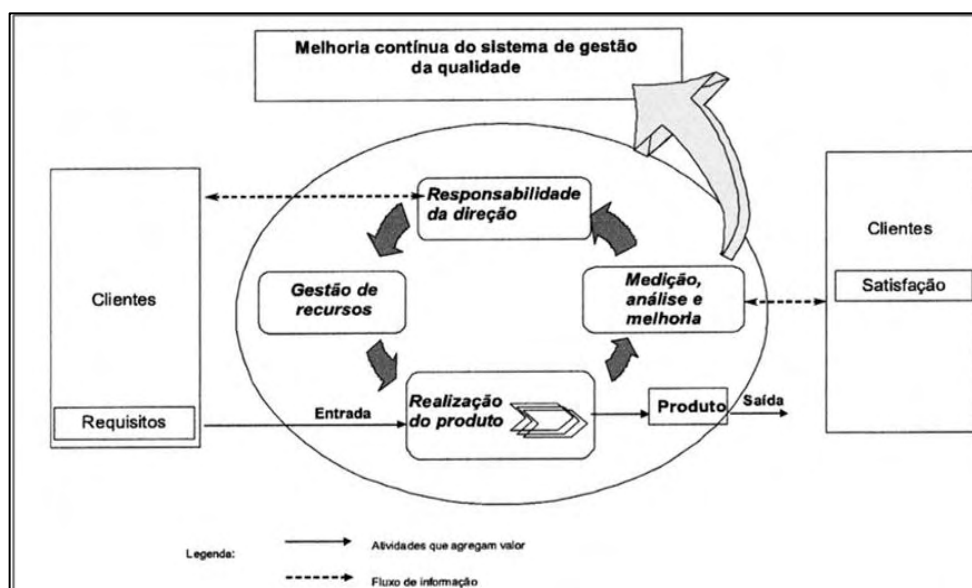 Melhoria contínua do sistema de gestão
da qualidade
Responsabilidade
da direção
Clientes
Clientes
Gestão de
recursos
Medição,
análise e
melhoria
Satisfação
Requisitos
Entrada
Realização
do produto
Produto
Saída
Legenda:
Atividades que agregam valor
Fluxo de informação